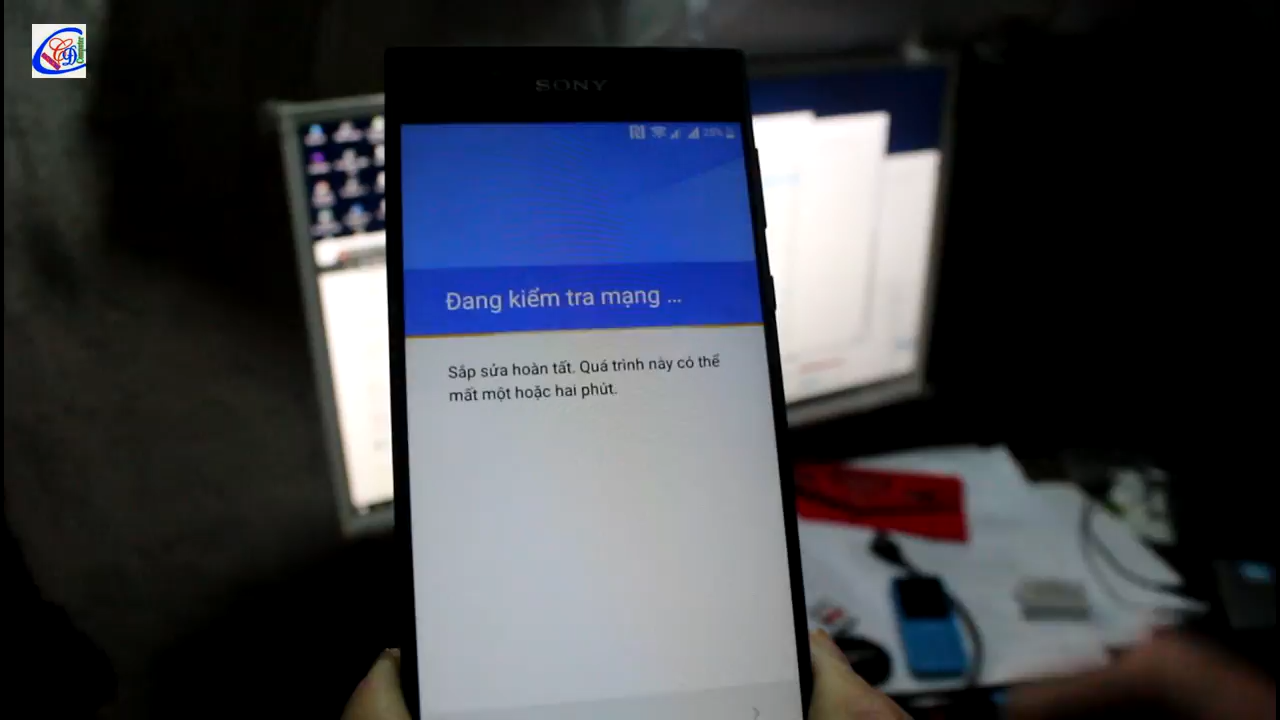 SONY
25%
Đang kiểm tra mạng ...
Sắp sửa hoàn tất. Quá trình này có thể
mất một hoặc hai phút.